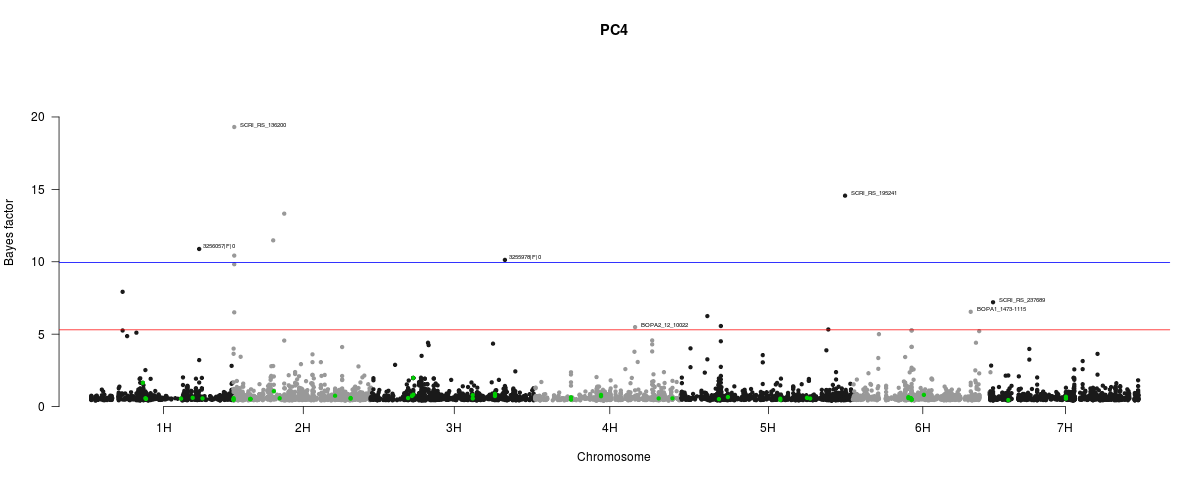 PC4
20
SCRI_RS_136200
15
SCRI_RS_195241
3256057|F|0
3255978|F|0
10
Bayes factor
SCRI_RS_237689
BOPA1_1473-1115
BOPA2_12_10022
5
0
1H 2H 3H 4H 5H 6H 7H
Chromosome